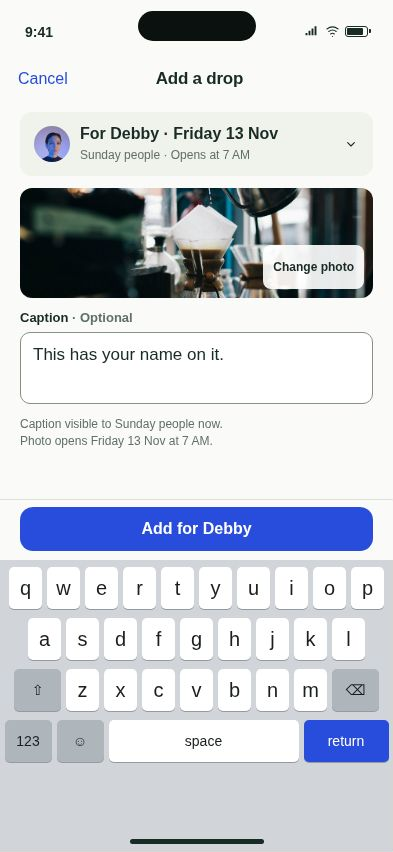 9:41
Cancel
Add a drop
For Debby · Friday 13 Nov
Sunday people · Opens at 7 AM
Change photo
Caption · Optional
This has your name on it.
Caption visible to Sunday people now.
Photo opens Friday 13 Nov at 7 AM.
Add for Debby
q w e r t y u i o p
a s d f g h j k l
⇧ z x c v b n m ⌫
123 ☺ space return